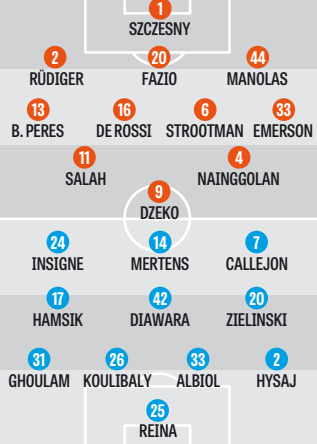 1
SZCZESNY
2 20 44
RÜDIGER FAZIO MANOLAS
13 16 6 33
B. PERES DE ROSSI STROOTMAN EMERSON
11 4
SALAH NAINGGOLAN
9
DZEKO
24 14 7
INSIGNE MERTENS CALLEJON
17 42 20
HAMSIK DIAWARA ZIELINSKI
31 26 33 2
GHOULAM KOULIBALY ALBIOL HYSAJ
25
REINA